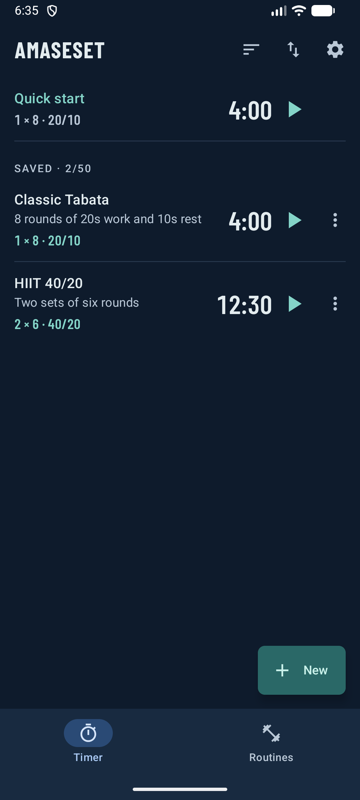 6:35
AMASESET
Quick start
1 × 8 · 20/10
4:00
SAVED · 2/50
Classic Tabata
8 rounds of 20s work and 10s rest
1 × 8 · 20/10
4:00
HIIT 40/20
Two sets of six rounds
2 × 6 · 40/20
12:30
New
Timer
Routines